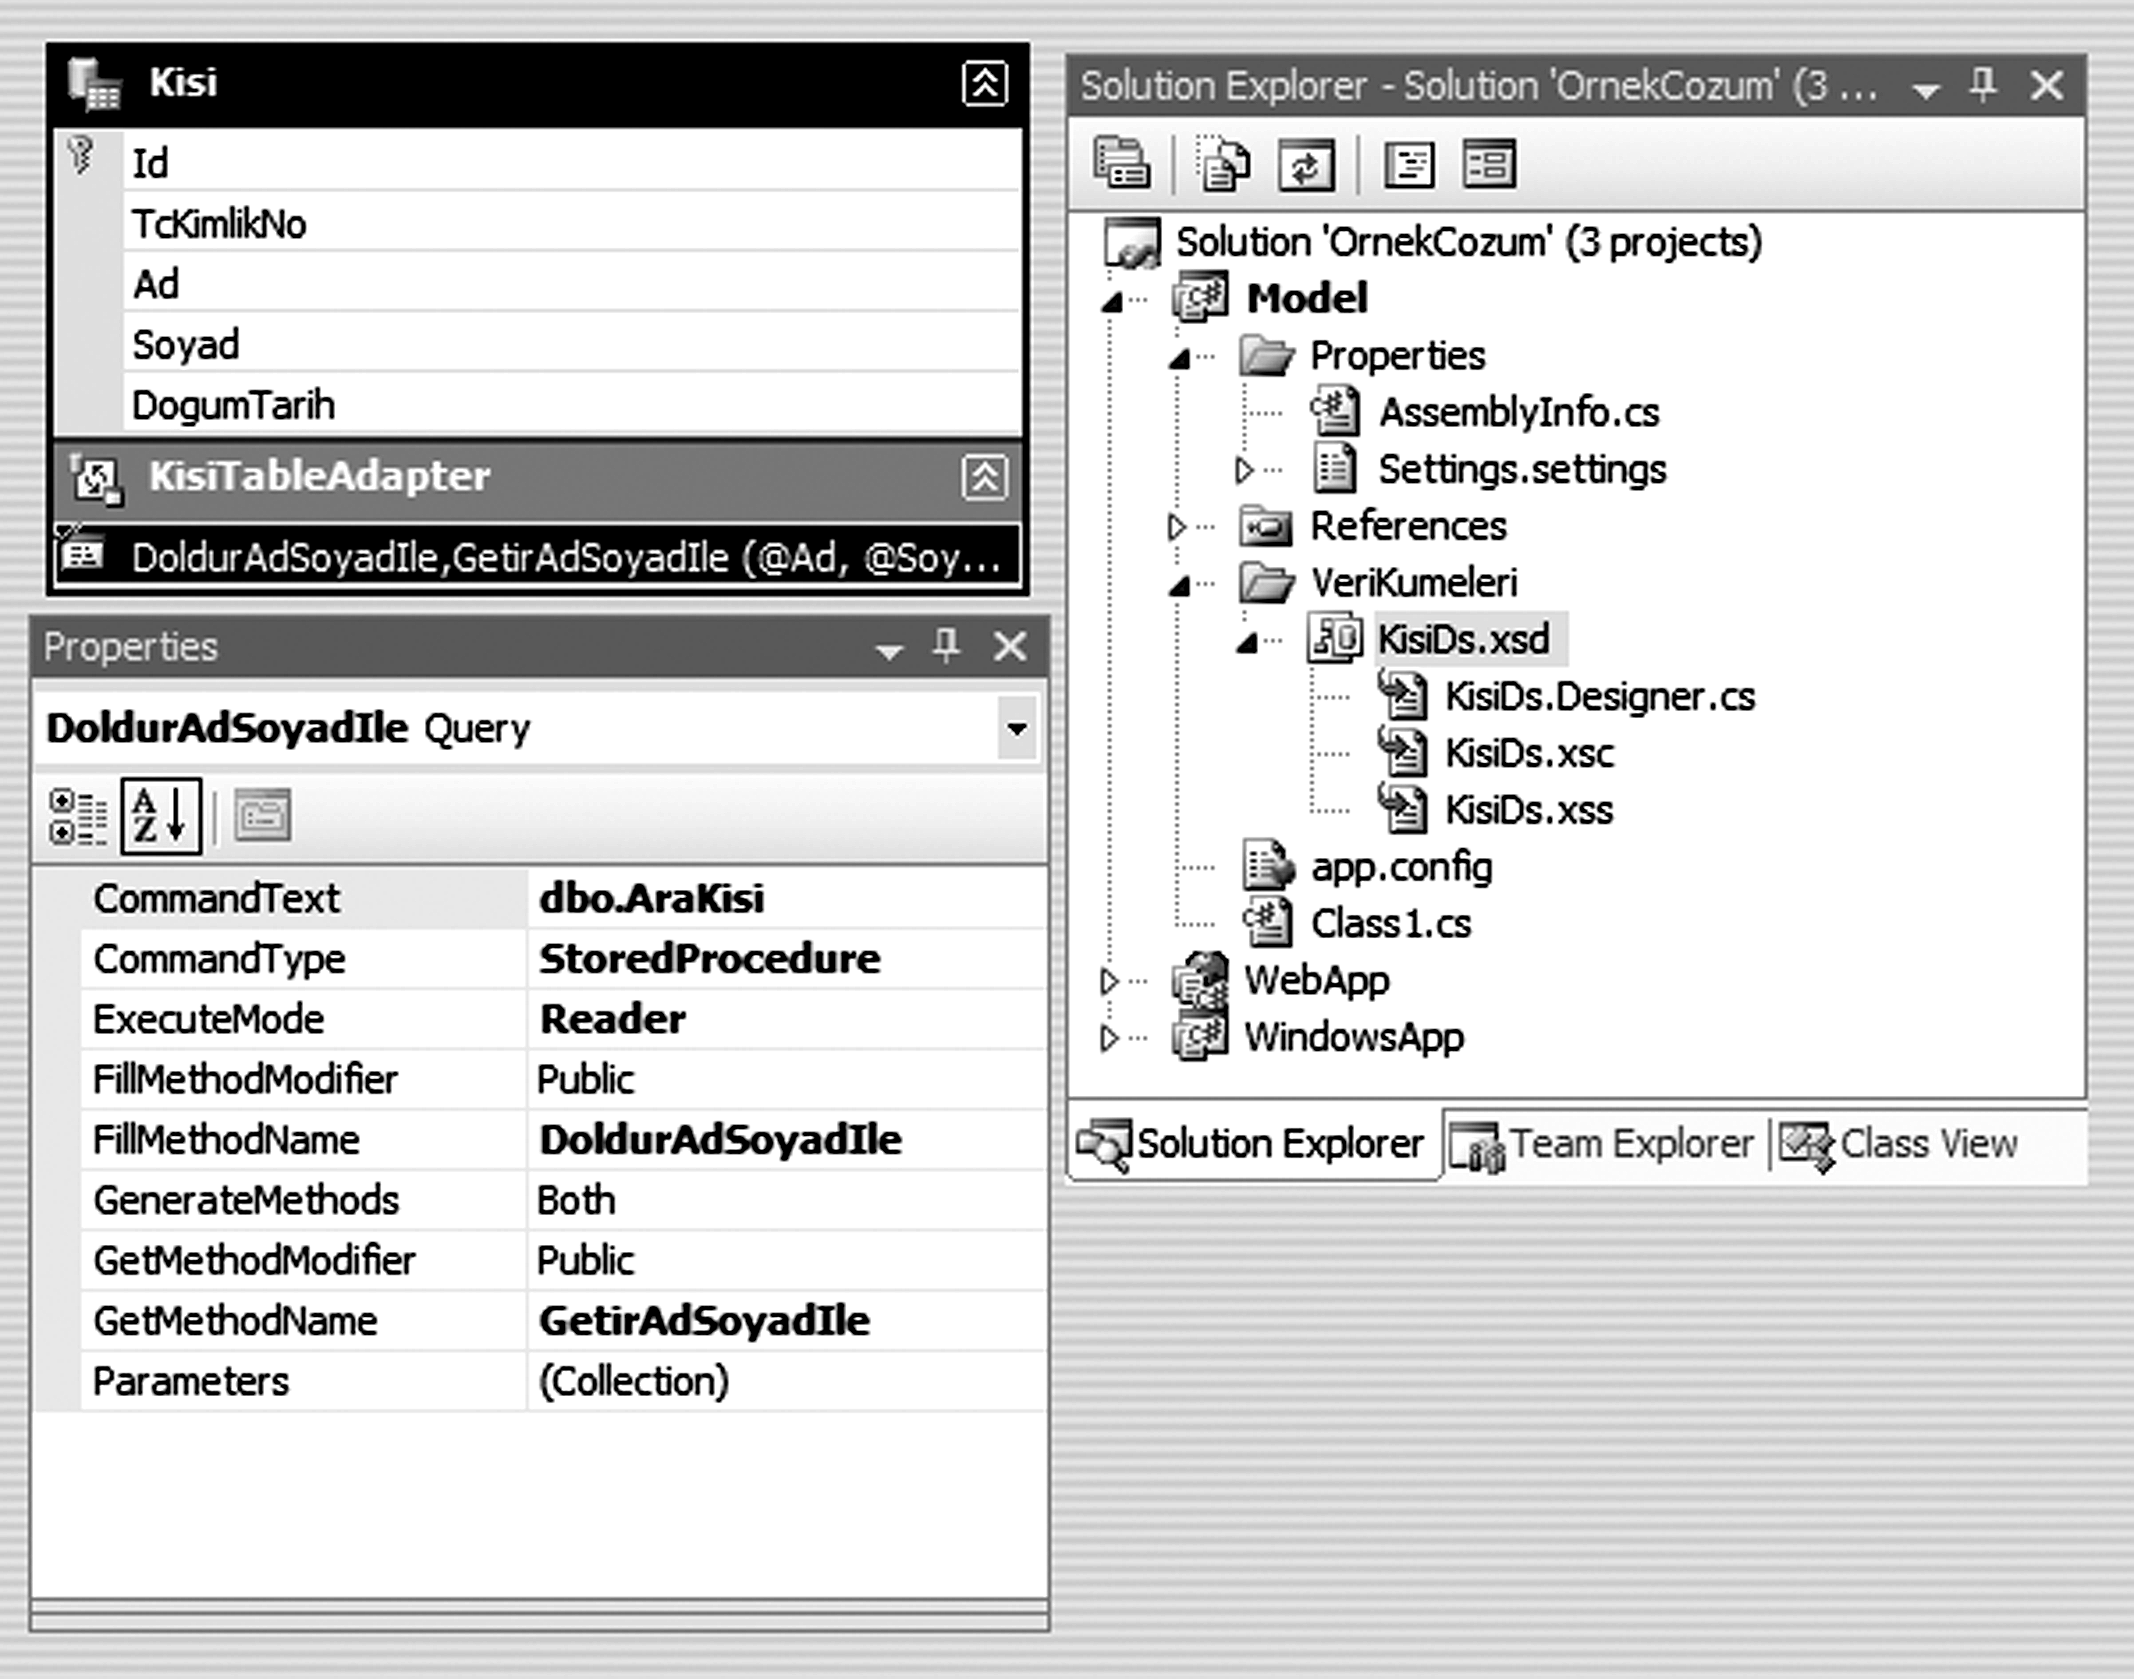 Kisi
Id
TcKimlikNo
Ad
Soyad
DogumTarih
KisiTableAdapter
DoldurAdSoyadIle,GetirAdSoyadIle (@Ad, @Soy...
Properties
DoldurAdSoyadIle Query
CommandText dbo.AraKisi
CommandType StoredProcedure
ExecuteMode Reader
FillMethodModifier Public
FillMethodName DoldurAdSoyadIle
GenerateMethods Both
GetMethodModifier Public
GetMethodName GetirAdSoyadIle
Parameters (Collection)
Solution Explorer - Solution 'OrnekCozum' (3 ...
Solution 'OrnekCozum' (3 projects)
Model
Properties
AssemblyInfo.cs
Settings.settings
References
VeriKumeleri
KisiDs.xsd
KisiDs.Designer.cs
KisiDs.xsc
KisiDs.xss
app.config
Class1.cs
WebApp
WindowsApp
Solution Explorer Team Explorer Class View